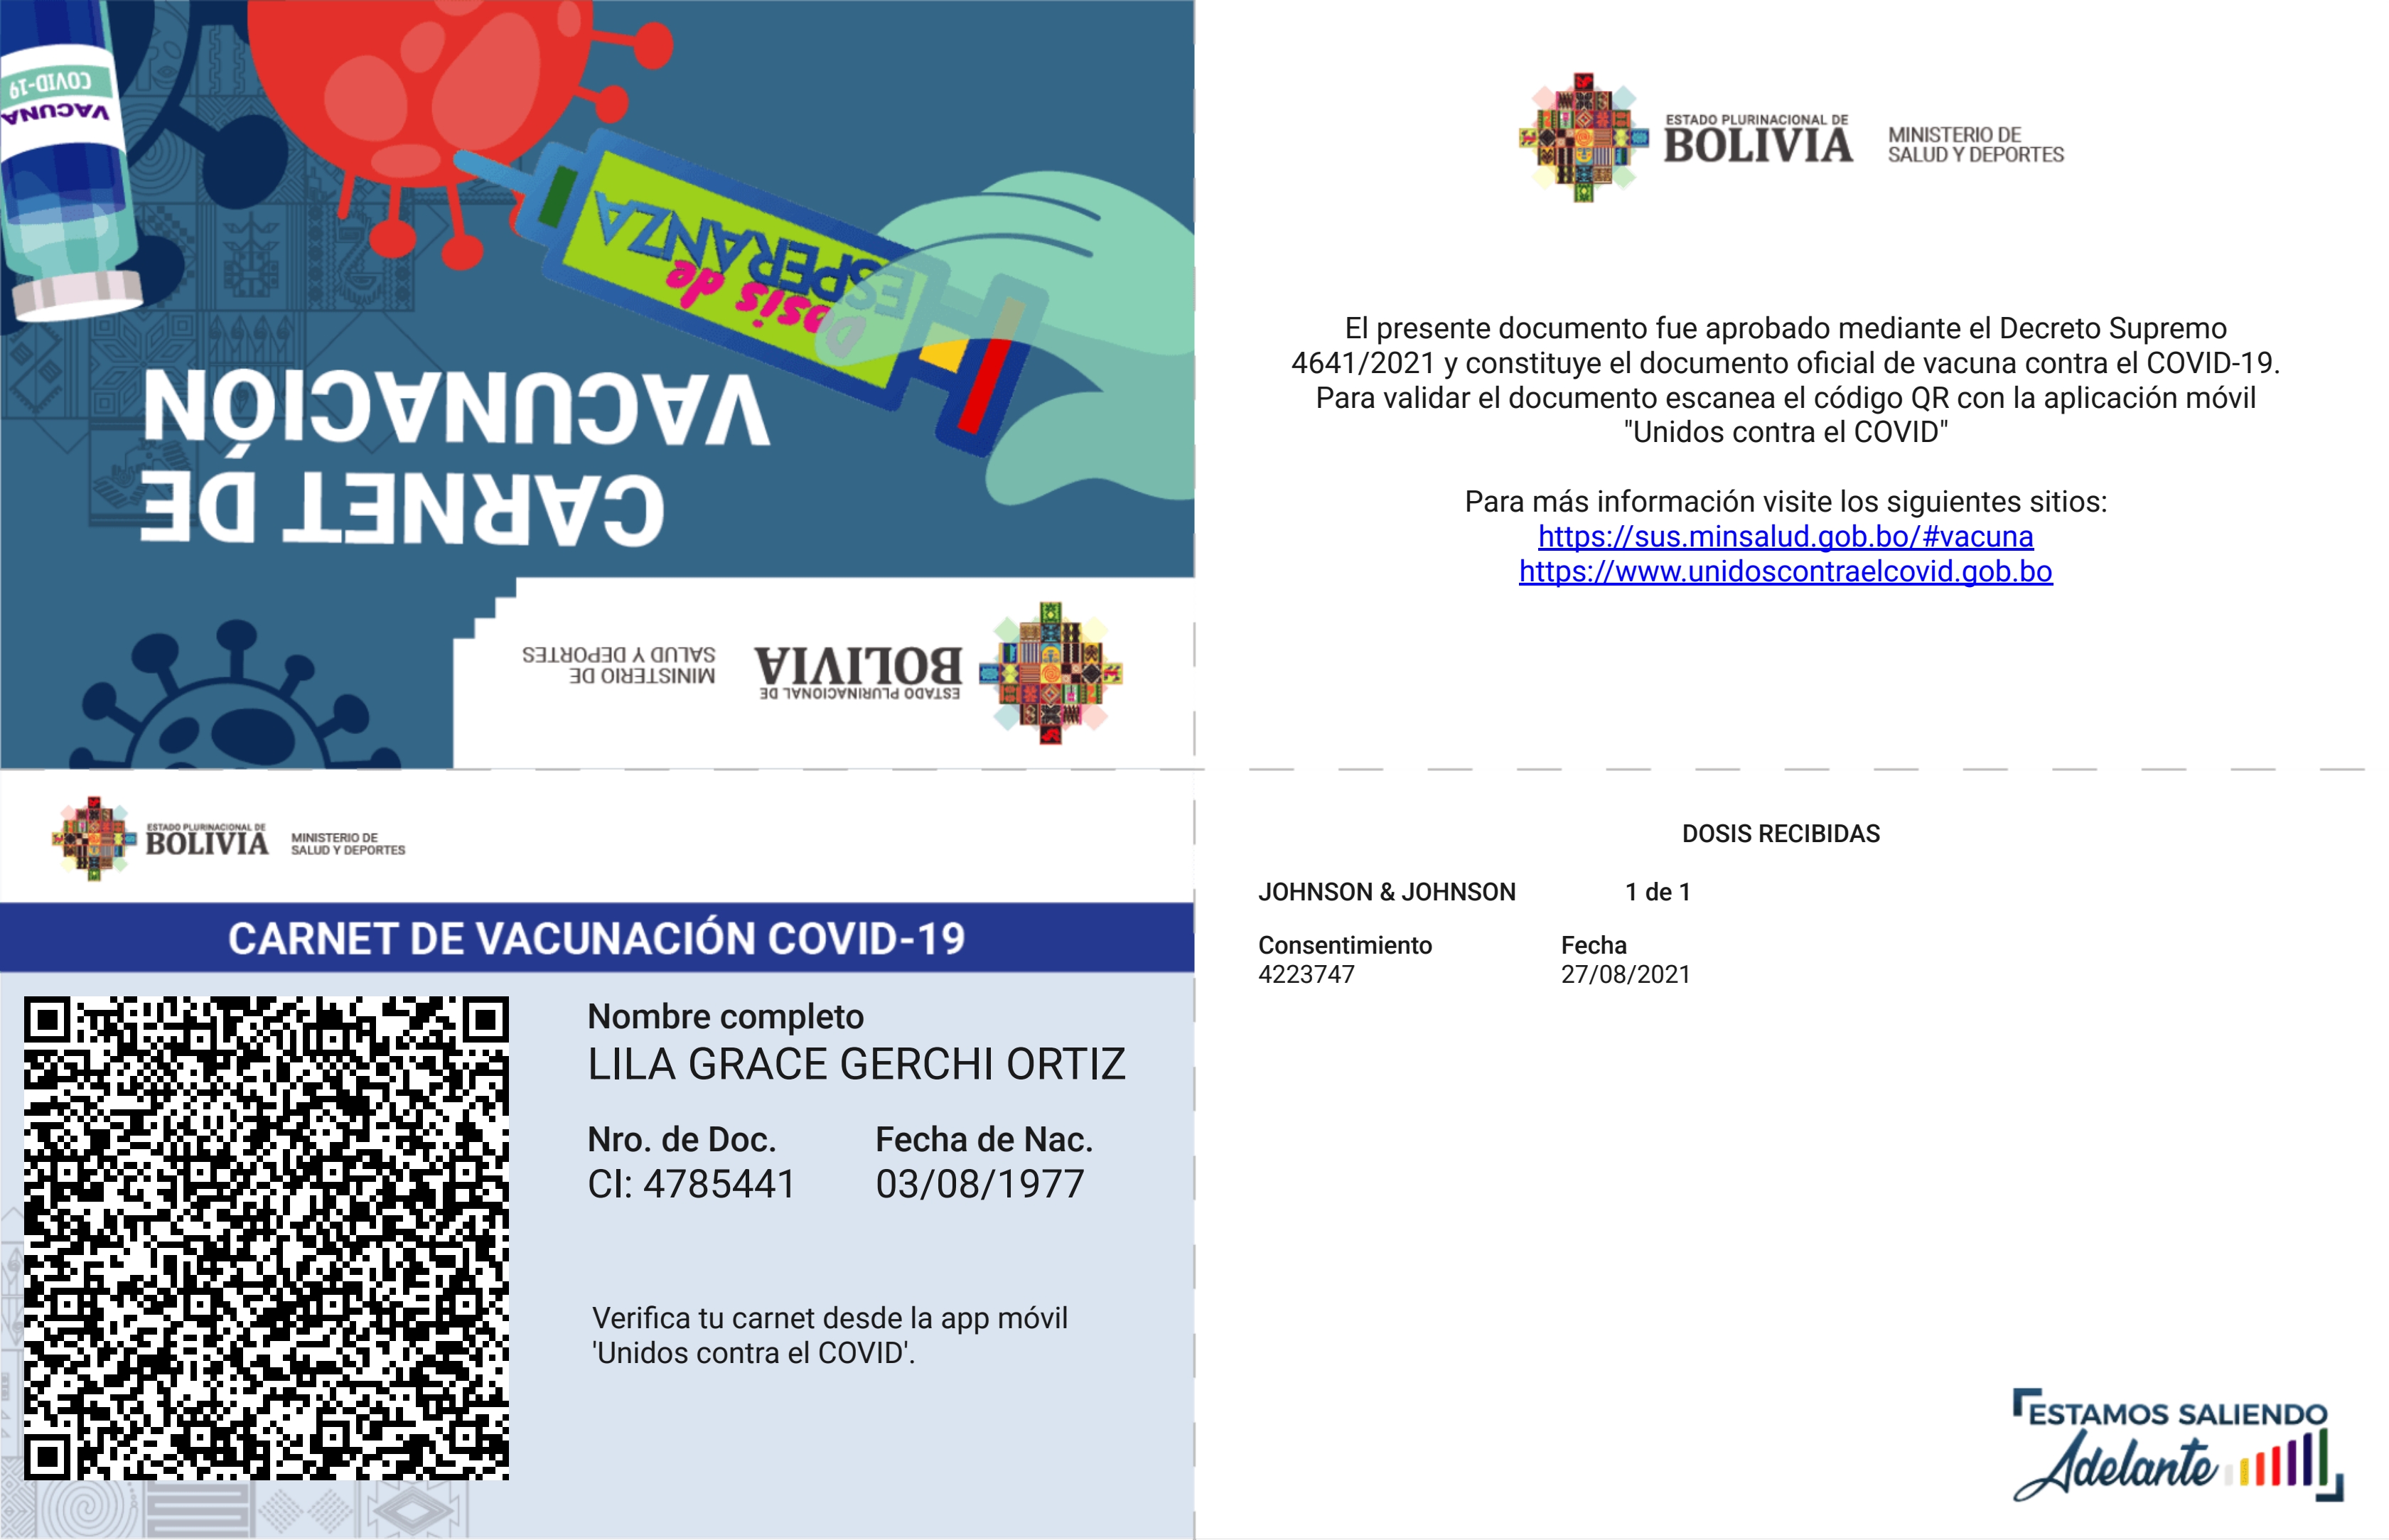 COVID-19
VACUNA
Dosis de
ESPERANZA
CARNET DE
VACUNACIÓN
ESTADO PLURINACIONAL DE
BOLIVIA
MINISTERIO DE
SALUD Y DEPORTES
ESTADO PLURINACIONAL DE
BOLIVIA
MINISTERIO DE
SALUD Y DEPORTES
El presente documento fue aprobado mediante el Decreto Supremo
4641/2021 y constituye el documento oficial de vacuna contra el COVID-19.
Para validar el documento escanea el código QR con la aplicación móvil
"Unidos contra el COVID"
Para más información visite los siguientes sitios:
https://sus.minsalud.gob.bo/#vacuna
https://www.unidoscontraelcovid.gob.bo
ESTADO PLURINACIONAL DE
BOLIVIA
MINISTERIO DE
SALUD Y DEPORTES
CARNET DE VACUNACIÓN COVID-19
Nombre completo
LILA GRACE GERCHI ORTIZ
Nro. de Doc. Fecha de Nac.
CI: 4785441 03/08/1977
Verifica tu carnet desde la app móvil
'Unidos contra el COVID'.
DOSIS RECIBIDAS
JOHNSON & JOHNSON 1 de 1
Consentimiento Fecha
4223747 27/08/2021
ESTAMOS SALIENDO
Adelante